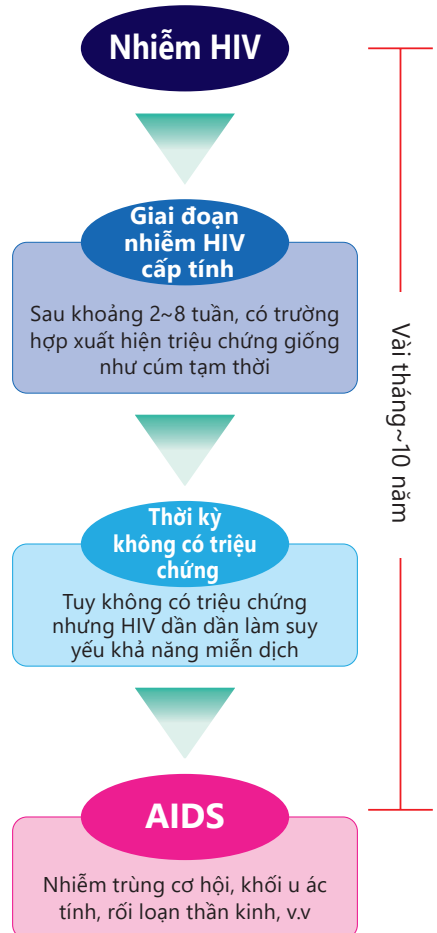 Nhiễm HIV
Giai đoạn
nhiễm HIV
cấp tính
Sau khoảng 2~8 tuần, có trường
hợp xuất hiện triệu chứng giống
như cúm tạm thời
Thời kỳ
không có triệu
chứng
Tuy không có triệu chứng
nhưng HIV dần dần làm suy
yếu khả năng miễn dịch
AIDS
Nhiễm trùng cơ hội, khối u ác
tính, rối loạn thần kinh, v.v
Vài tháng~10 năm